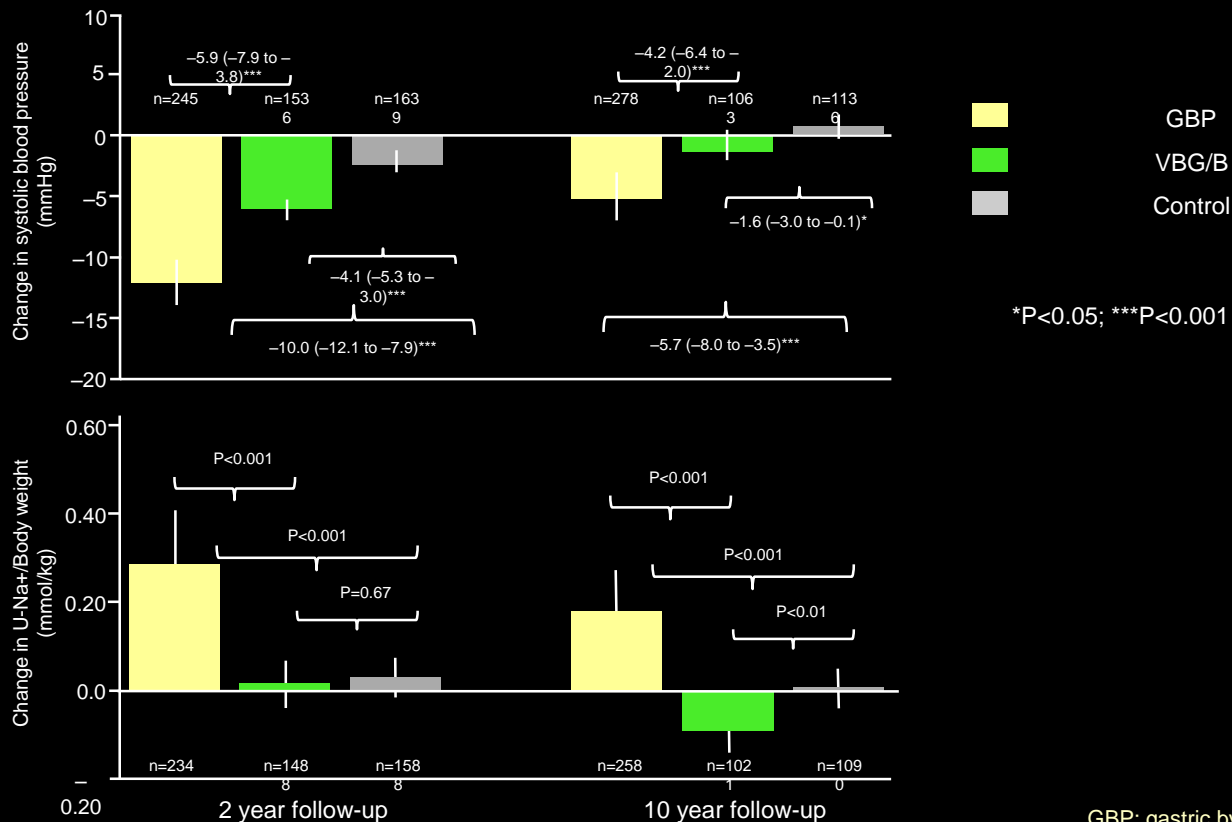 Change in systolic blood pressure
(mmHg)
10
5
0
–5
–10
–15
–20
–5.9 (–7.9 to –
3.8)***
n=245
n=153
6
n=163
9
–4.1 (–5.3 to –
3.0)***
–10.0 (–12.1 to –7.9)***
–4.2 (–6.4 to –
2.0)***
n=278
n=106
3
n=113
6
–1.6 (–3.0 to –0.1)*
–5.7 (–8.0 to –3.5)***
GBP
VBG/B
Control
*P<0.05; ***P<0.001
Change in U-Na+/Body weight
(mmol/kg)
0.60
0.40
0.20
0.0
–
0.20
P<0.001
P<0.001
P=0.67
n=234
n=148
8
n=158
8
2 year follow-up
P<0.001
P<0.001
P<0.01
n=258
n=102
1
n=109
0
10 year follow-up
GBP: gastric